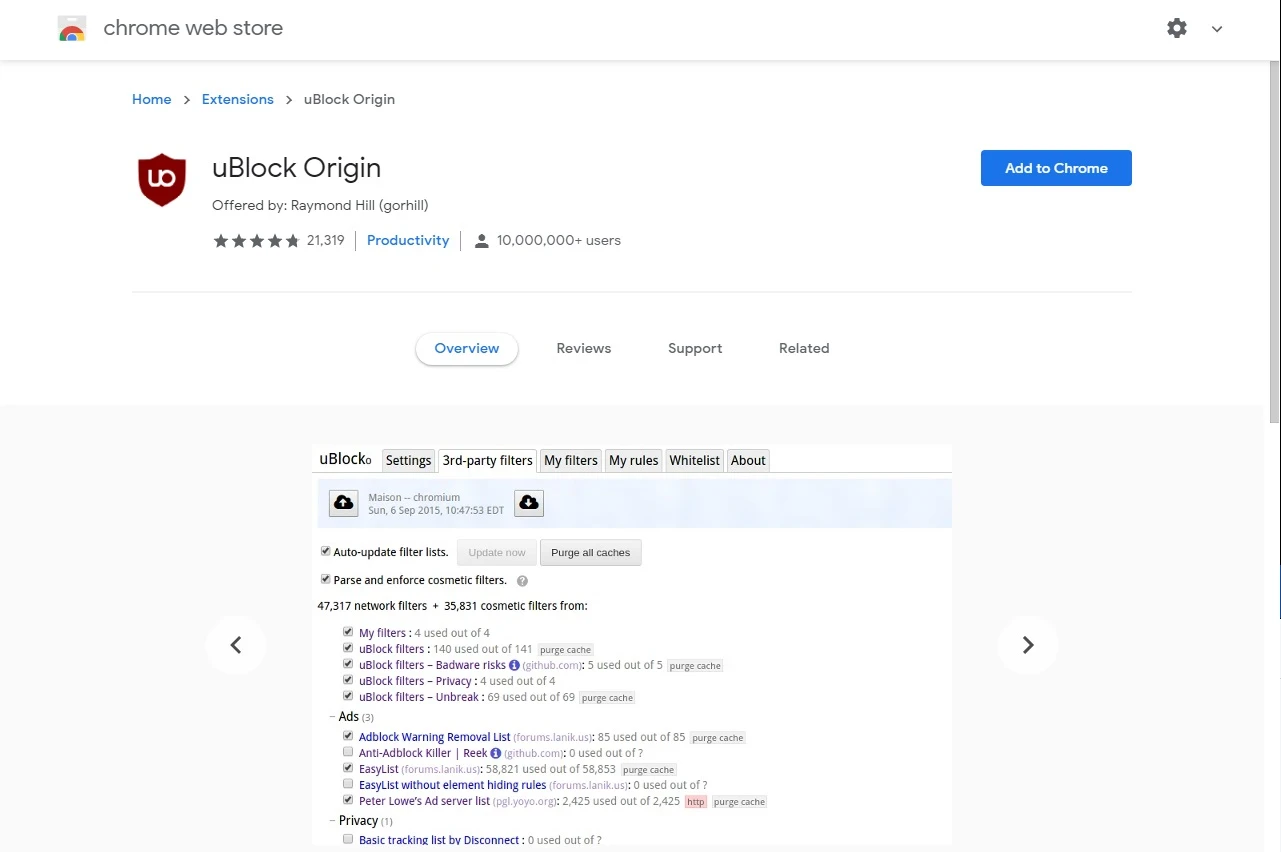 chrome web store
Home > Extensions > uBlock Origin
uBlock Origin
Add to Chrome
Offered by: Raymond Hill (gorhill)
21,319 Productivity 10,000,000+ users
Overview Reviews Support Related
uBlock₀ Settings 3rd-party filters My filters My rules Whitelist About
Maison -- chromium
Sun, 6 Sep 2015, 10:47:53 EDT
Auto-update filter lists. Update now Purge all caches
Parse and enforce cosmetic filters. ?
47,317 network filters + 35,831 cosmetic filters from:
My filters : 4 used out of 4
uBlock filters : 140 used out of 141 purge cache
uBlock filters – Badware risks i (github.com): 5 used out of 5 purge cache
uBlock filters – Privacy : 4 used out of 4
uBlock filters – Unbreak : 69 used out of 69 purge cache
– Ads (3)
Adblock Warning Removal List (forums.lanik.us): 85 used out of 85 purge cache
Anti-Adblock Killer | Reek i (github.com): 0 used out of ?
EasyList (forums.lanik.us): 58,821 used out of 58,853 purge cache
EasyList without element hiding rules (forums.lanik.us): 0 used out of ?
Peter Lowe's Ad server list (pgl.yoyo.org): 2,425 used out of 2,425 http purge cache
– Privacy (1)
Basic tracking list by Disconnect : 0 used out of ?